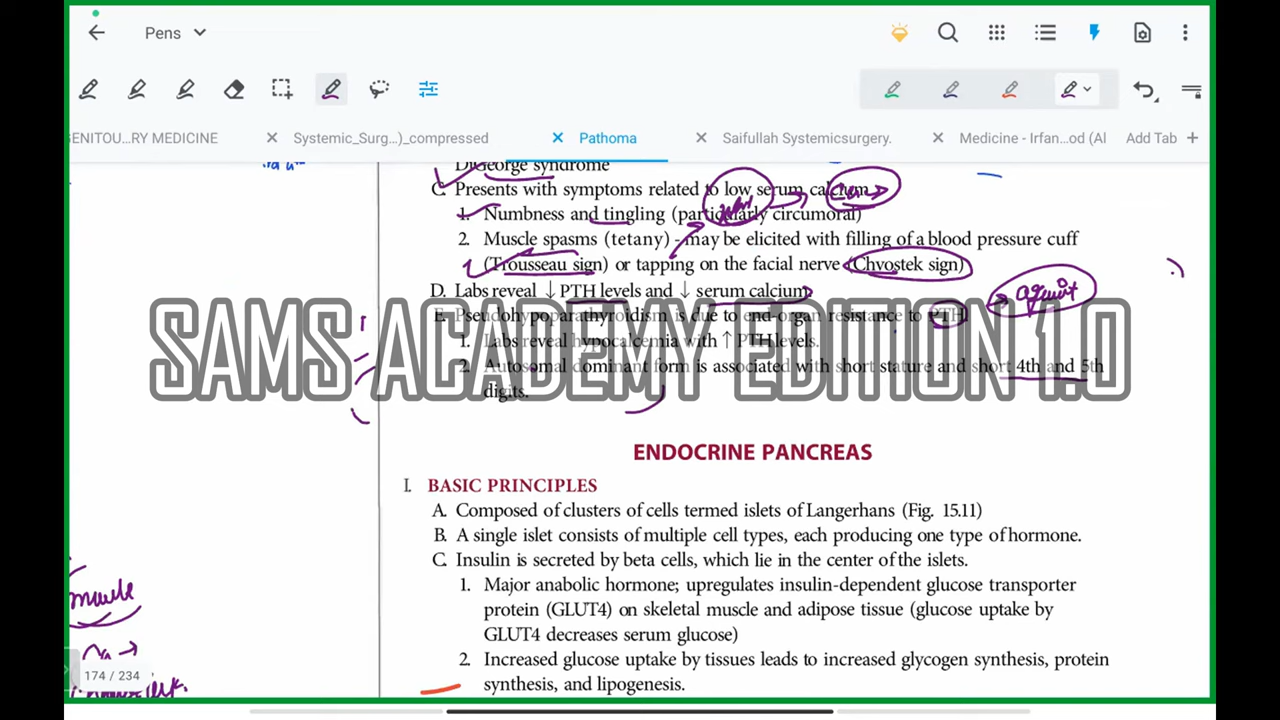 Pens
GENITOU...RY MEDICINE
Systemic_Surg...)_compressed
Pathoma
Saifullah Systemicsurgery.
Medicine - Irfan...od (Al
Add Tab
DiGeorge syndrome
C. Presents with symptoms related to low serum calcium
1. Numbness and tingling (particularly circumoral)
2. Muscle spasms (tetany) - may be elicited with filling of a blood pressure cuff
(Trousseau sign) or tapping on the facial nerve (Chvostek sign)
D. Labs reveal ↓ PTH levels and ↓ serum calcium
E. Pseudohypoparathyroidism is due to end-organ resistance to PTH.
1. Labs reveal hypocalcemia with ↑ PTH levels.
2. Autosomal dominant form is associated with short stature and short 4th and 5th
digits.
SAMS ACADEMY EDITION 1.0
ENDOCRINE PANCREAS
I. BASIC PRINCIPLES
A. Composed of clusters of cells termed islets of Langerhans (Fig. 15.11)
B. A single islet consists of multiple cell types, each producing one type of hormone.
C. Insulin is secreted by beta cells, which lie in the center of the islets.
1. Major anabolic hormone; upregulates insulin-dependent glucose transporter
protein (GLUT4) on skeletal muscle and adipose tissue (glucose uptake by
GLUT4 decreases serum glucose)
2. Increased glucose uptake by tissues leads to increased glycogen synthesis, protein
synthesis, and lipogenesis.
muscle
174 / 234